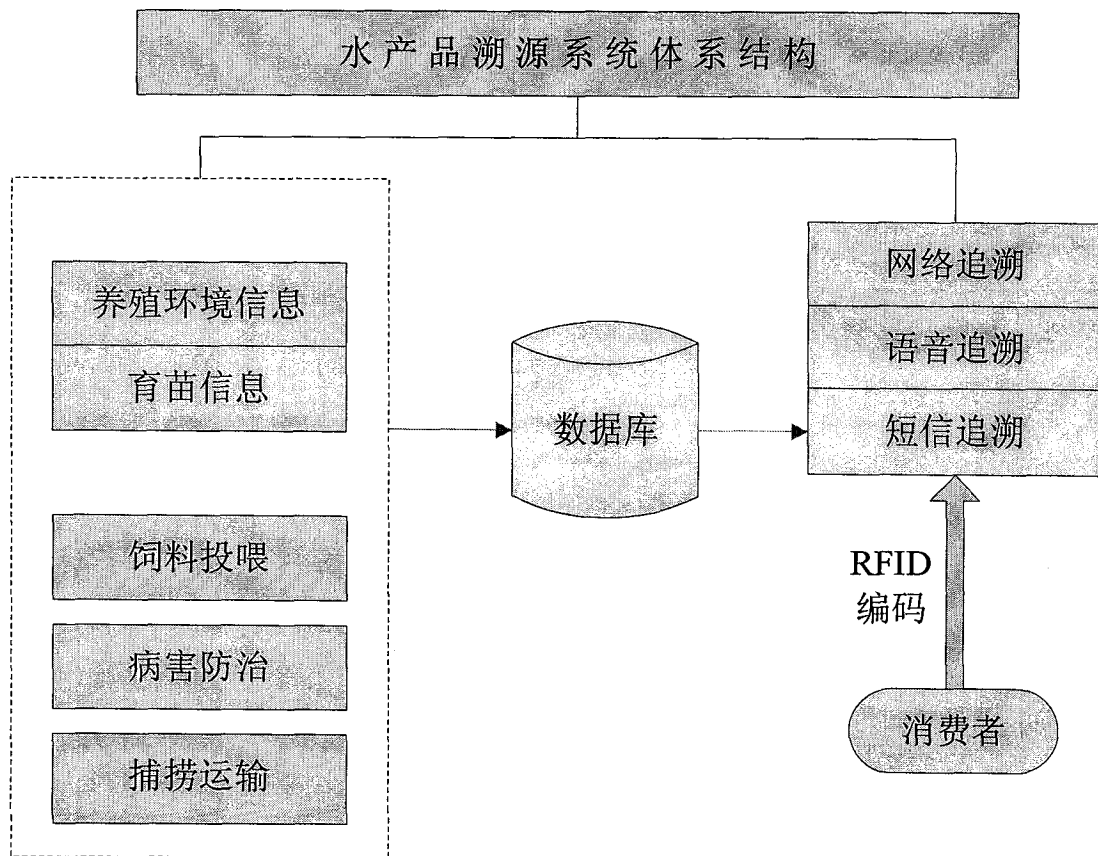 水产品溯源系统体系结构
养殖环境信息
育苗信息
饲料投喂
病害防治
捕捞运输
数据库
网络追溯
语音追溯
短信追溯
RFID
编码
消费者